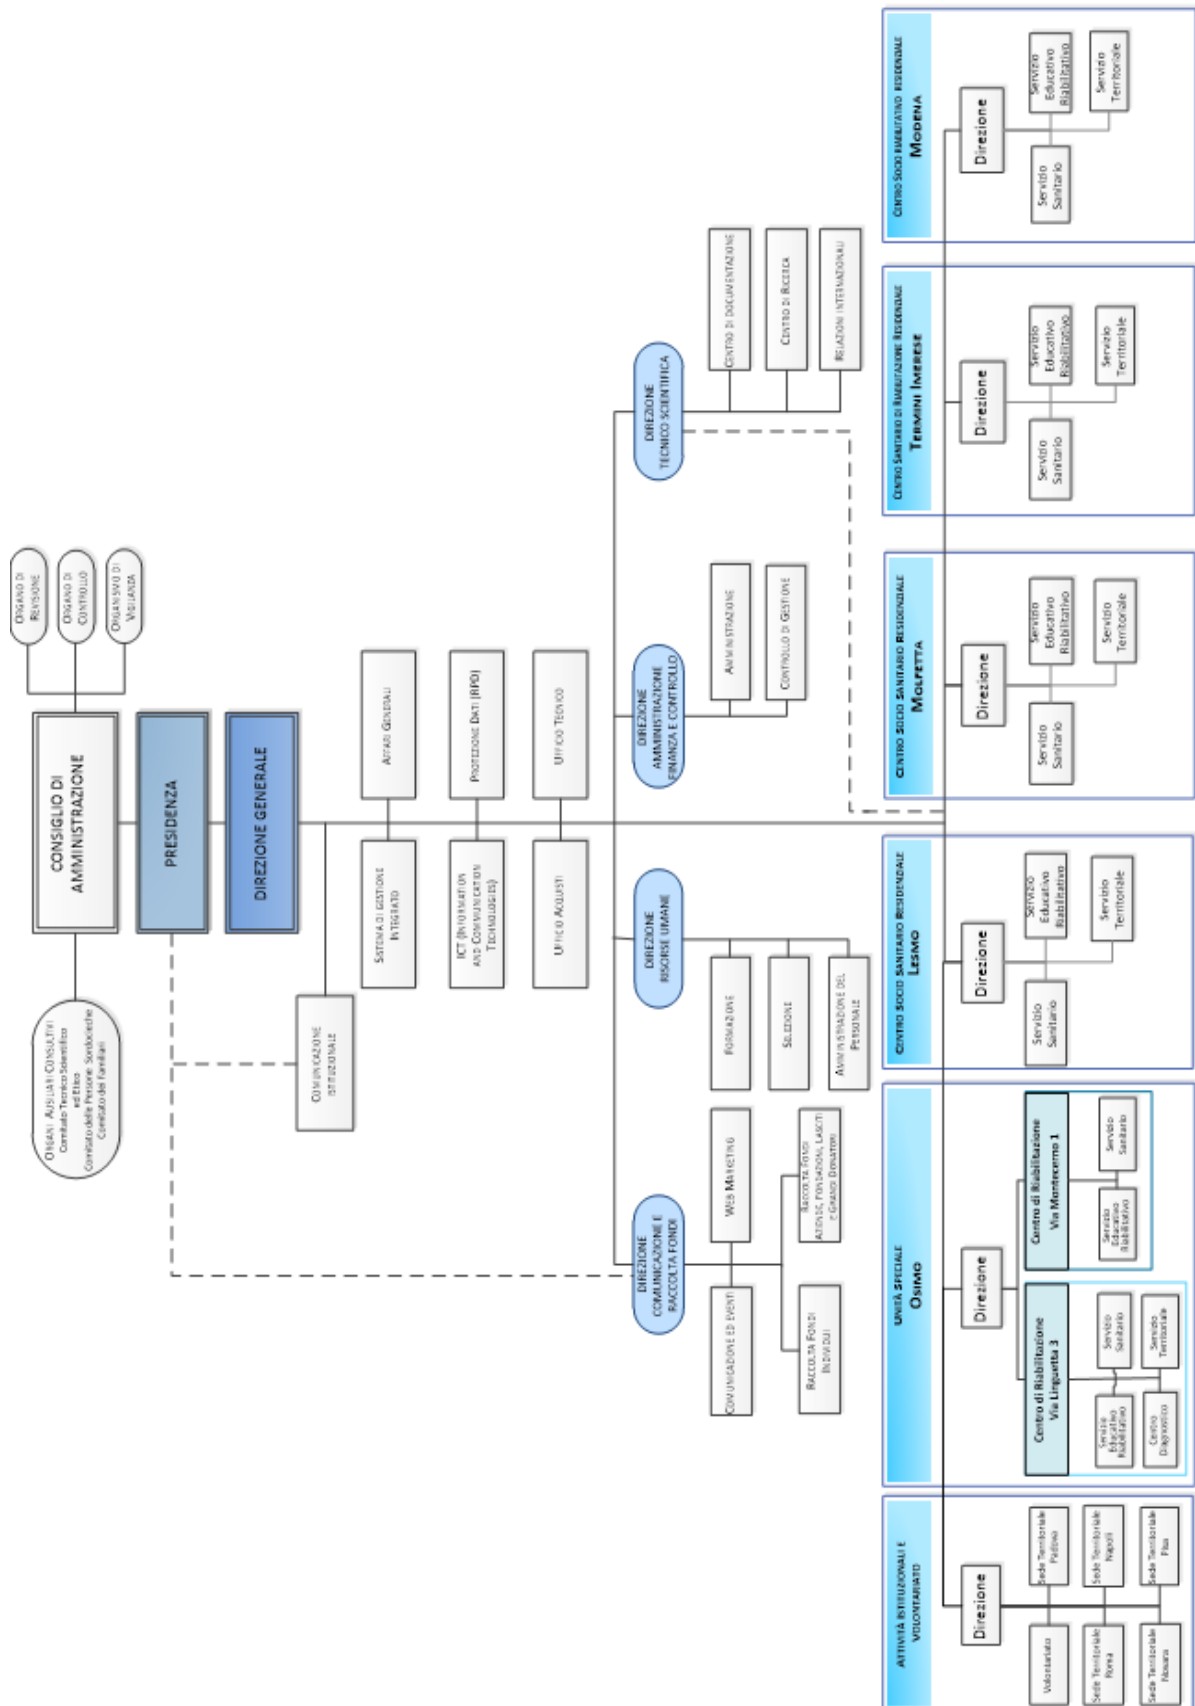 ORGANO DI
REVISIONE
ORGANO DI
CONTROLLO
ORGANISMO DI
VIGILANZA
CONSIGLIO DI
AMMINISTRAZIONE
ORGANI AUSILIARI CONSULTIVI
Comitato Tecnico Scientifico
ed Etico
Comitato delle Persone Sordocieche
Comitato dei Familiari
PRESIDENZA
DIREZIONE GENERALE
COMUNICAZIONE
ISTITUZIONALE
SISTEMA DI GESTIONE
INTEGRATO
AFFARI GENERALI
ICT (INFORMATION
AND COMMUNICATION
TECHNOLOGIES)
PROTEZIONE DATI (RPD)
UFFICIO ACQUISTI
UFFICIO TECNICO
DIREZIONE
COMUNICAZIONE E
RACCOLTA FONDI
COMUNICAZIONE ED EVENTI
WEB MARKETING
RACCOLTA FONDI
INDIVIDUI
RACCOLTA FONDI
AZIENDE, FONDAZIONI, LASCITI
E GRANDI DONATORI
DIREZIONE
RISORSE UMANE
FORMAZIONE
SELEZIONE
AMMINISTRAZIONE DEL
PERSONALE
DIREZIONE
AMMINISTRAZIONE
FINANZA E CONTROLLO
AMMINISTRAZIONE
CONTROLLO DI GESTIONE
DIREZIONE
TECNICO SCIENTIFICA
CENTRO DI DOCUMENTAZIONE
CENTRO DI RICERCA
RELAZIONI INTERNAZIONALI
ATTIVITÀ ISTITUZIONALI E
VOLONTARIATO
Direzione
Volontariato
Sede Territoriale
Padova
Sede Territoriale
Roma
Sede Territoriale
Napoli
Sede Territoriale
Novara
Sede Territoriale
Pisa
UNITÀ SPECIALE
OSIMO
Direzione
Centro di Riabilitazione
Via Linguetta 3
Servizio
Educativo
Riabilitativo
Servizio
Sanitario
Centro
Diagnostico
Servizio
Territoriale
Centro di Riabilitazione
Via Montecerno 1
Servizio
Educativo
Riabilitativo
Servizio
Sanitario
CENTRO SOCIO SANITARIO RESIDENZIALE
LESMO
Direzione
Servizio
Sanitario
Servizio
Educativo
Riabilitativo
Servizio
Territoriale
CENTRO SOCIO SANITARIO RESIDENZIALE
MOLFETTA
Direzione
Servizio
Sanitario
Servizio
Educativo
Riabilitativo
Servizio
Territoriale
CENTRO SANITARIO DI RIABILITAZIONE RESIDENZIALE
TERMINI IMERESE
Direzione
Servizio
Sanitario
Servizio
Educativo
Riabilitativo
Servizio
Territoriale
CENTRO SOCIO RIABILITATIVO RESIDENZIALE
MODENA
Direzione
Servizio
Sanitario
Servizio
Educativo
Riabilitativo
Servizio
Territoriale